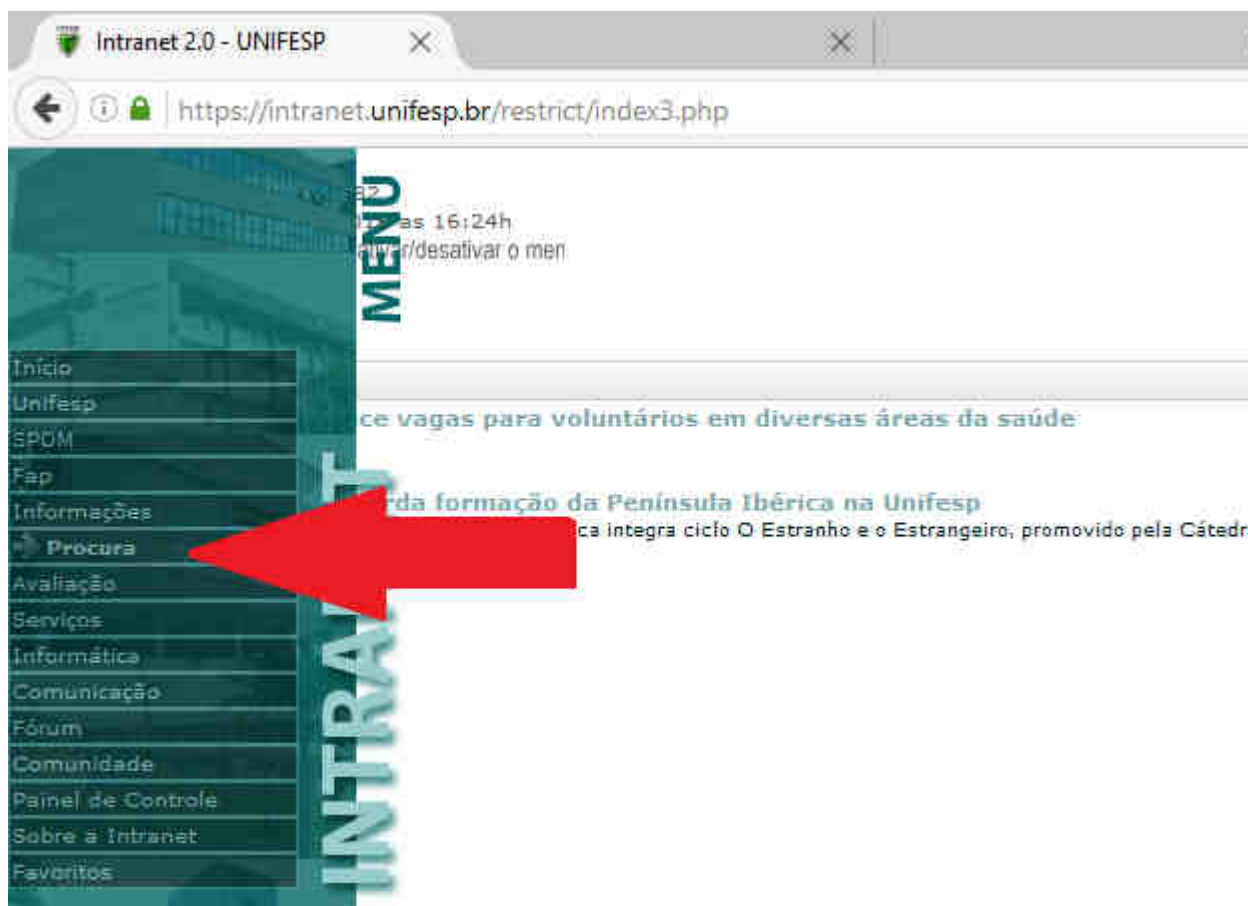 Intranet 2.0 - UNIFESP
https://intranet.unifesp.br/restrict/index3.php
MENU
as 16:24h
/desativar o men
Início
Unifesp
SPDM
Fap
Informações
Procura
Avaliação
Serviços
Informática
Comunicação
Fórum
Comunidade
Painel de Controle
Sobre a Intranet
Favoritos
INTRANET
ce vagas para voluntários em diversas áreas da saúde
rda formação da Península Ibérica na Unifesp
ca integra ciclo O Estranho e o Estrangeiro, promovido pela Cátedr